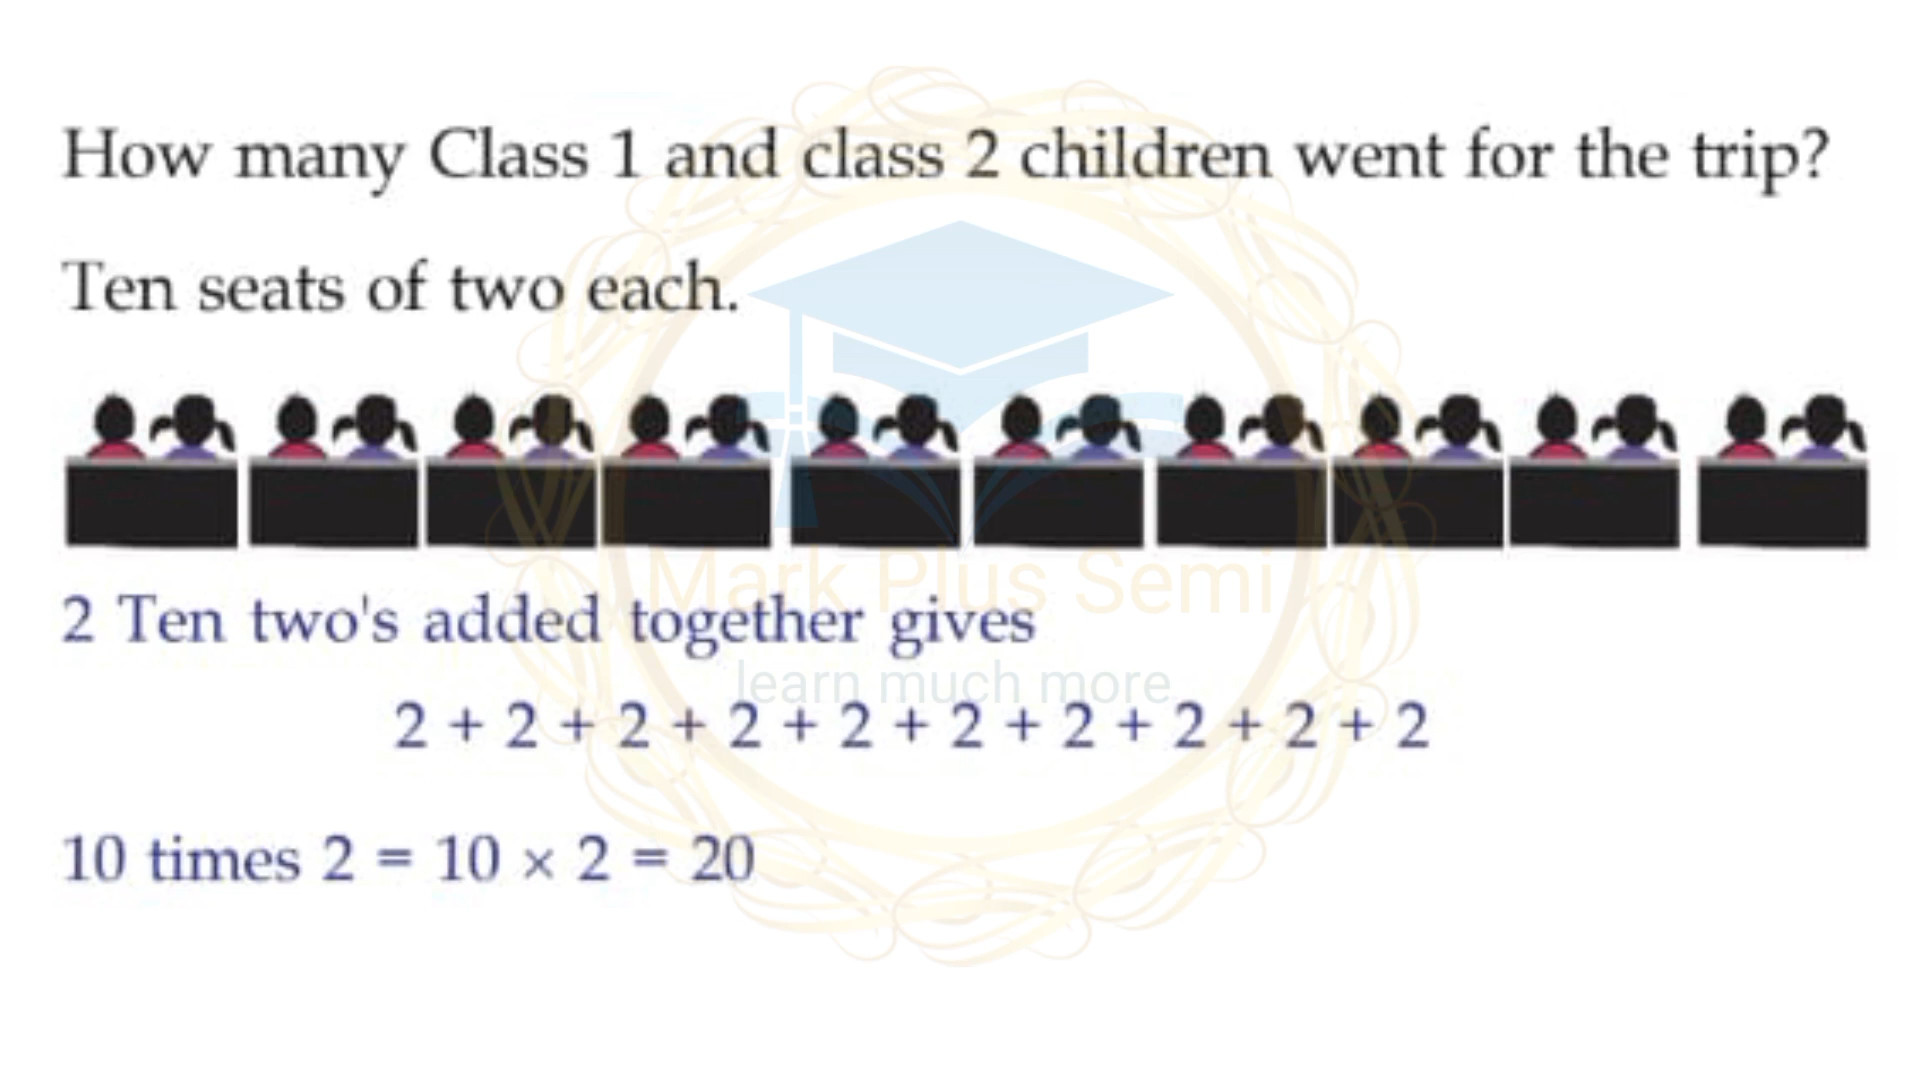 How many Class 1 and class 2 children went for the trip?
Ten seats of two each.
Mark Plus Semi
2 Ten two's added together gives
learn much more
2 + 2 + 2 + 2 + 2 + 2 + 2 + 2 + 2 + 2
10 times 2 = 10 × 2 = 20